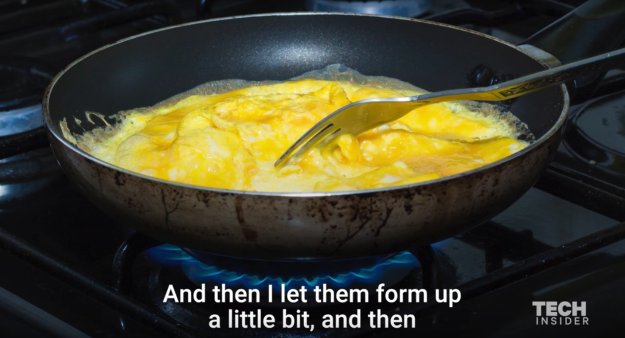 And then I let them form up
a little bit, and then
TECH
INSIDER